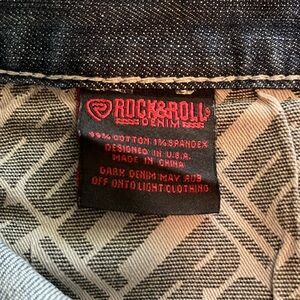 ROCK&ROLL
DENIM
99% COTTON 1% SPANDEX
DESIGNED IN U.S.A.
MADE IN CHINA
DARK DENIM MAY RUB
OFF ONTO LIGHT CLOTHING